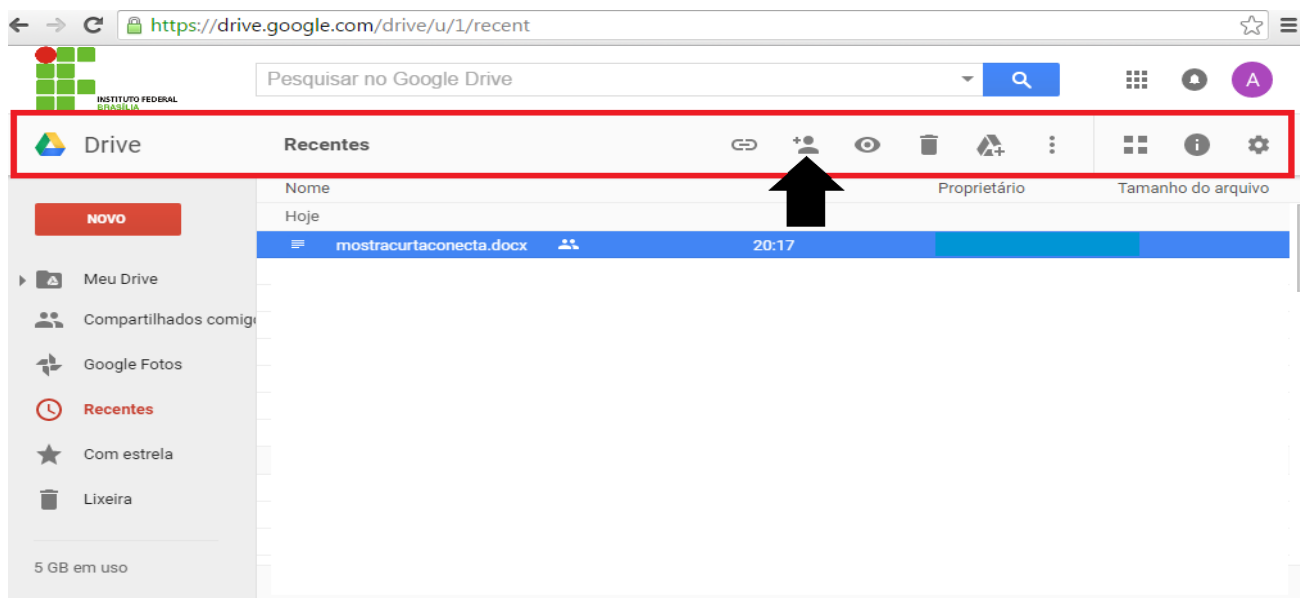 https://drive.google.com/drive/u/1/recent
INSTITUTO FEDERAL
BRASÍLIA
Pesquisar no Google Drive
A
Drive
Recentes
Nome
Proprietário
Tamanho do arquivo
NOVO
Hoje
mostracurtaconecta.docx
20:17
Meu Drive
Compartilhados comigo
Google Fotos
Recentes
Com estrela
Lixeira
5 GB em uso